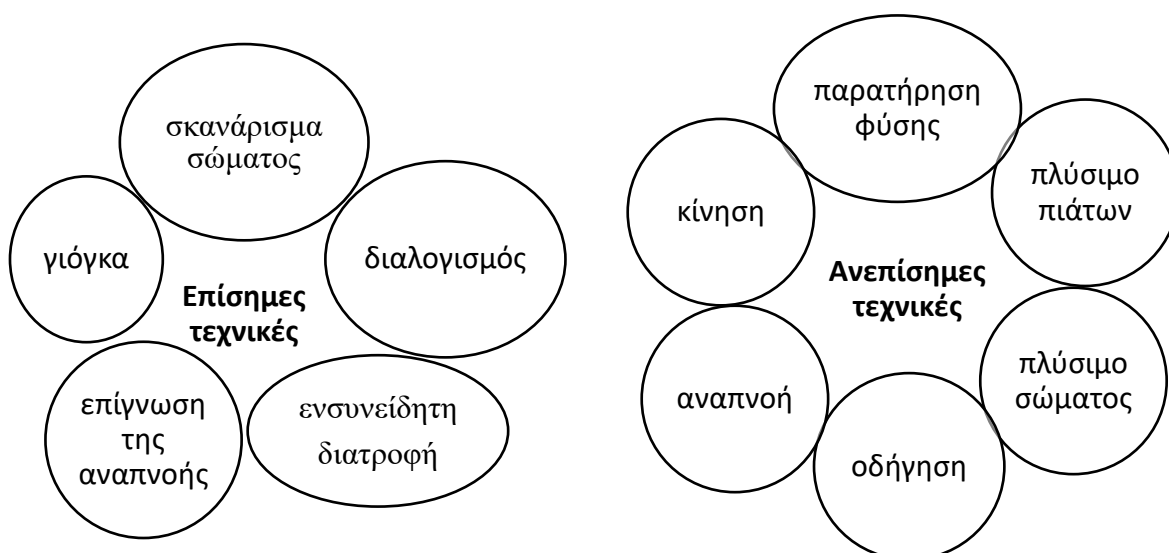 σκανάρισμα
σώματος
γιόγκα
διαλογισμός
Επίσημες
τεχνικές
επίγνωση
της
αναπνοής
ενσυνείδητη
διατροφή
παρατήρηση
φύσης
κίνηση
πλύσιμο
πιάτων
Ανεπίσημες
τεχνικές
αναπνοή
πλύσιμο
σώματος
οδήγηση